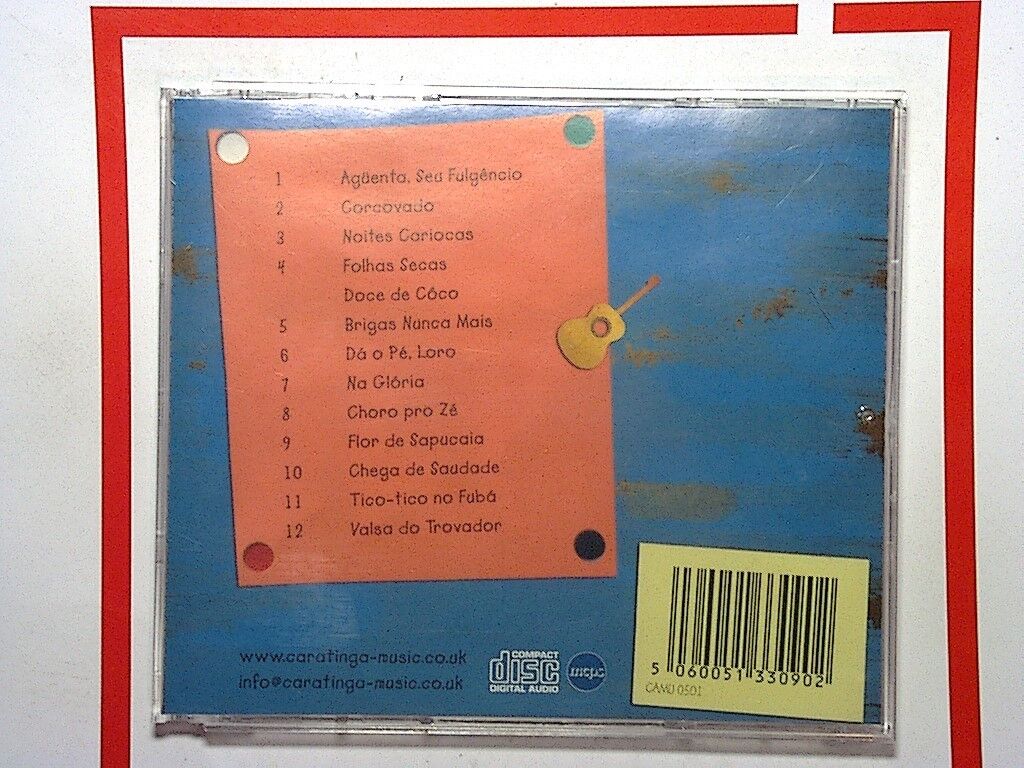 1 Agüenta, Seu Fulgêncio
2 Corcovado
3 Noites Cariocas
4 Folhas Secas
Doce de Côco
5 Brigas Nunca Mais
6 Dá o Pé, Loro
7 Na Glória
8 Choro pro Zé
9 Flor de Sapucaia
10 Chega de Saudade
11 Tico-tico no Fubá
12 Valsa do Trovador
www.caratinga-music.co.uk
info@caratinga-music.co.uk
COMPACT
disc
DIGITAL AUDIO
mcps
5 060051 330902
CAMU 0501